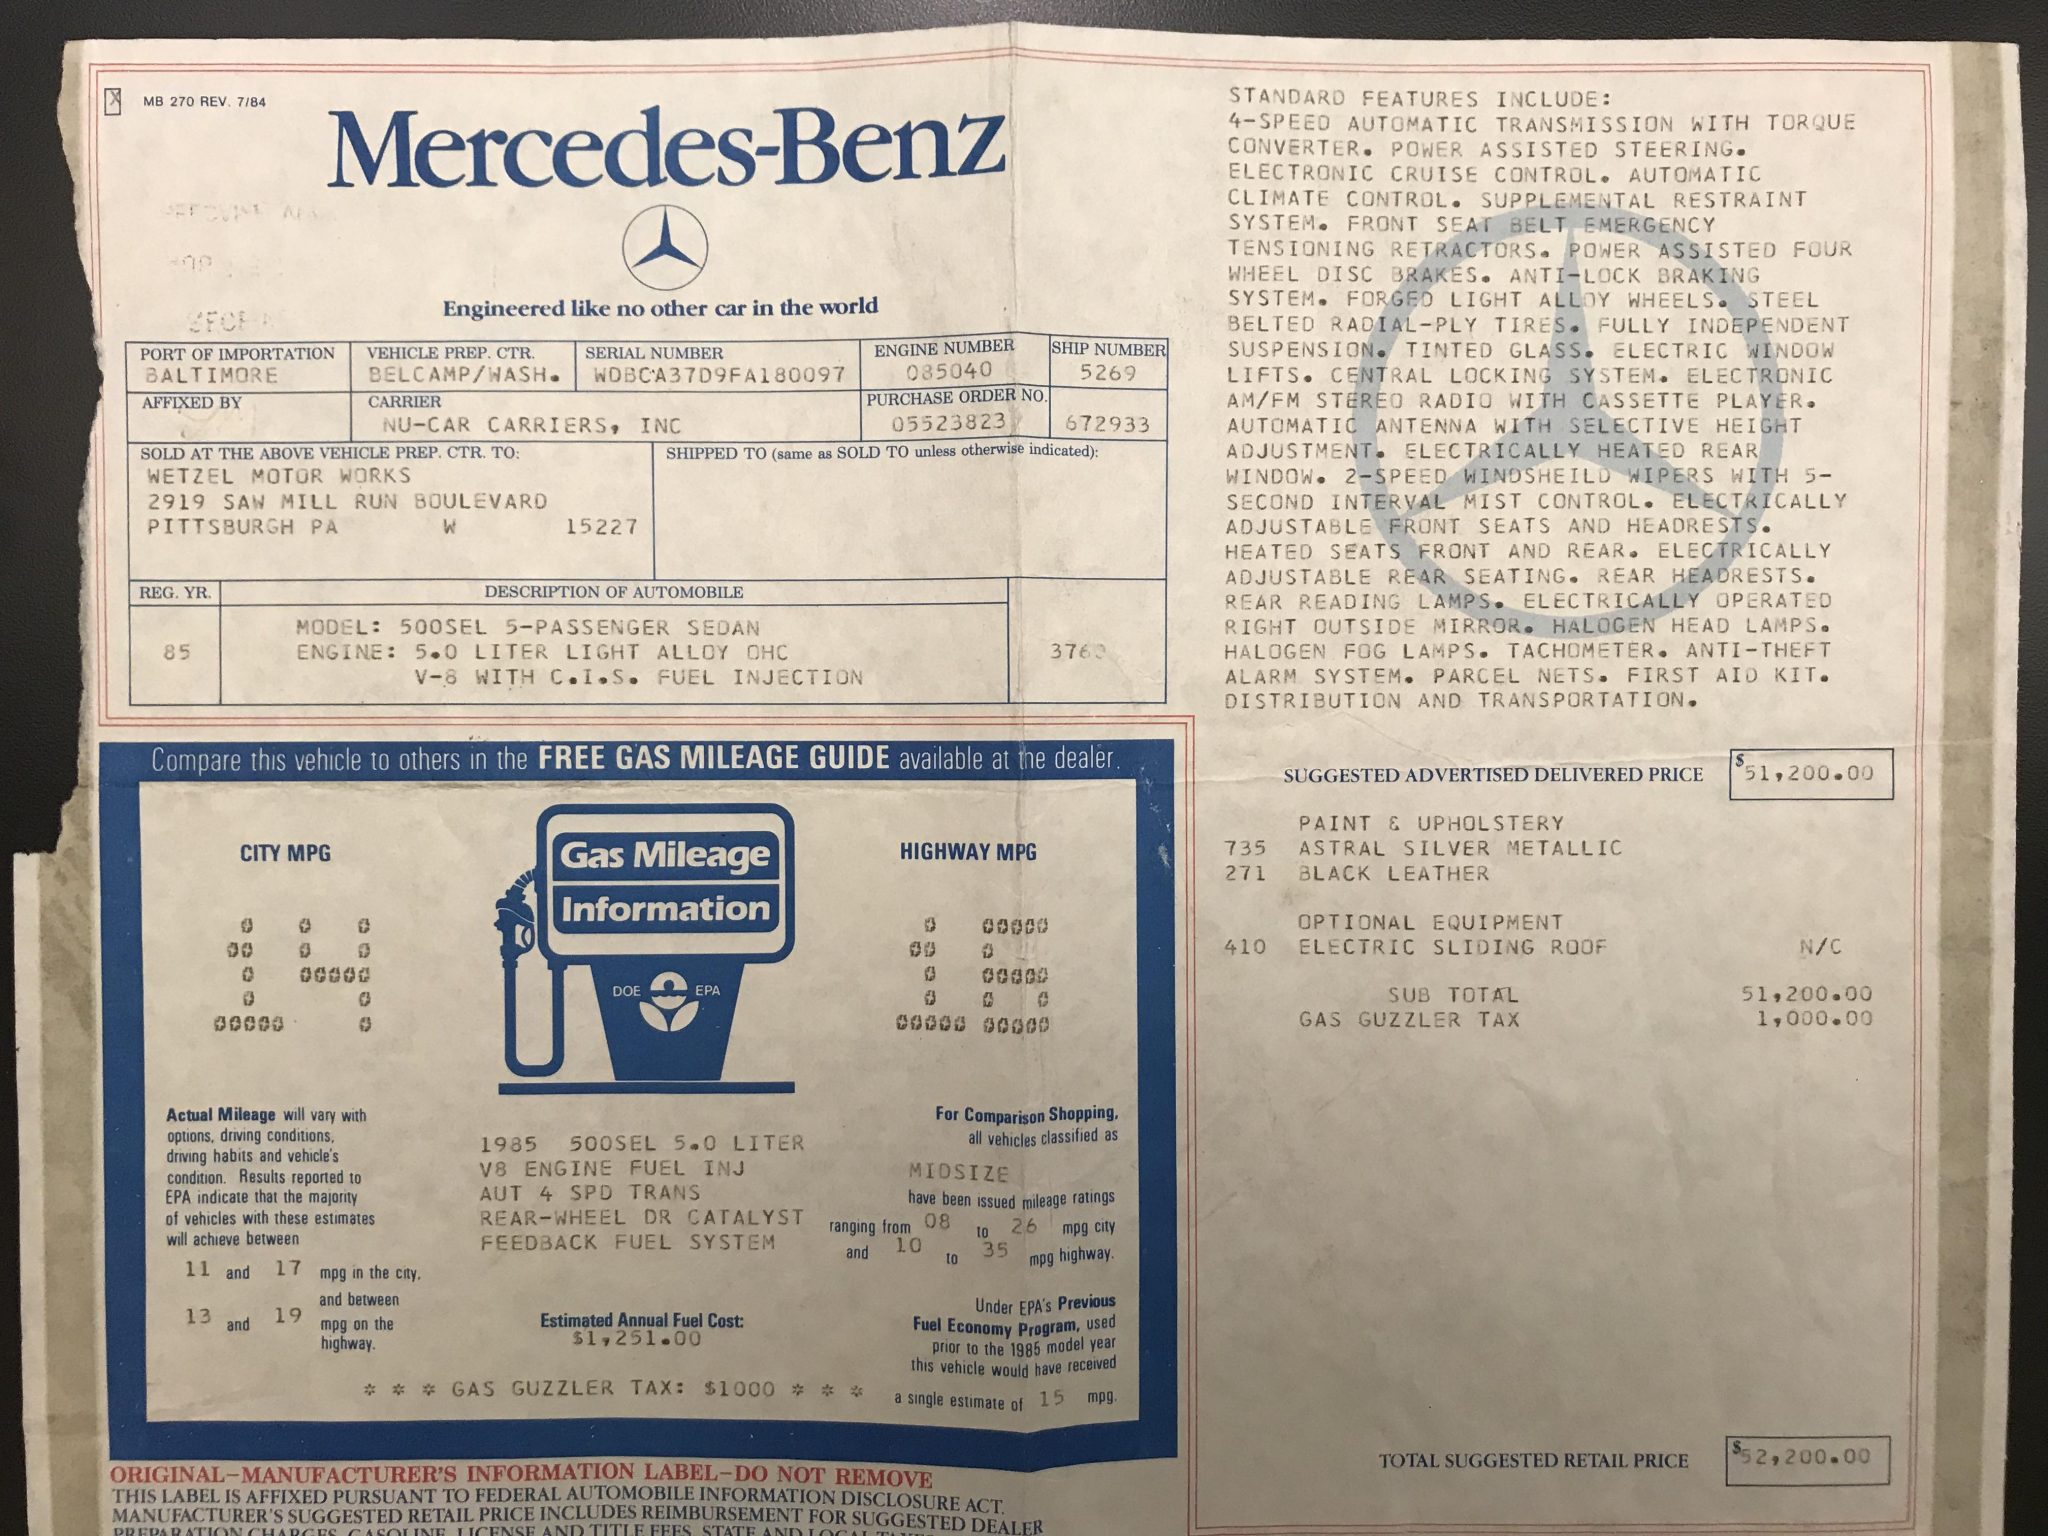 MB 270 REV. 7/84
Mercedes-Benz
Engineered like no other car in the world
PORT OF IMPORTATION VEHICLE PREP. CTR. SERIAL NUMBER ENGINE NUMBER SHIP NUMBER
BALTIMORE BELCAMP/WASH. WDBCA37D9FA180097 085040 5269
AFFIXED BY CARRIER PURCHASE ORDER NO.
NU-CAR CARRIERS, INC 05523823 672933
SOLD AT THE ABOVE VEHICLE PREP. CTR. TO: SHIPPED TO (same as SOLD TO unless otherwise indicated):
WETZEL MOTOR WORKS
2919 SAW MILL RUN BOULEVARD
PITTSBURGH PA W 15227
REG. YR. DESCRIPTION OF AUTOMOBILE
MODEL: 500SEL 5-PASSENGER SEDAN
85 ENGINE: 5.0 LITER LIGHT ALLOY OHC
V-8 WITH C.I.S. FUEL INJECTION
Compare this vehicle to others in the FREE GAS MILEAGE GUIDE available at the dealer.
CITY MPG
14
Gas Mileage
Information
DOE EPA
HIGHWAY MPG
16
Actual Mileage will vary with
options, driving conditions,
driving habits and vehicle's
condition. Results reported to
EPA indicate that the majority
of vehicles with these estimates
will achieve between
11 and 17 mpg in the city,
and between
13 and 19 mpg on the
highway.
1985 500SEL 5.0 LITER
V8 ENGINE FUEL INJ
AUT 4 SPD TRANS
REAR-WHEEL DR CATALYST
FEEDBACK FUEL SYSTEM
Estimated Annual Fuel Cost:
$1,251.00
* * * GAS GUZZLER TAX: $1000 * * *
For Comparison Shopping,
all vehicles classified as
MIDSIZE
have been issued mileage ratings
ranging from 08 to 26 mpg city
and 10 to 35 mpg highway.
Under EPA's Previous
Fuel Economy Program, used
prior to the 1985 model year
this vehicle would have received
a single estimate of 15 mpg.
ORIGINAL–MANUFACTURER'S INFORMATION LABEL–DO NOT REMOVE
THIS LABEL IS AFFIXED PURSUANT TO FEDERAL AUTOMOBILE INFORMATION DISCLOSURE ACT.
MANUFACTURER'S SUGGESTED RETAIL PRICE INCLUDES REIMBURSEMENT FOR SUGGESTED DEALER
PREPARATION CHARGES. GASOLINE, LICENSE AND TITLE FEES, STATE AND LOCAL
STANDARD FEATURES INCLUDE:
4-SPEED AUTOMATIC TRANSMISSION WITH TORQUE
CONVERTER. POWER ASSISTED STEERING.
ELECTRONIC CRUISE CONTROL. AUTOMATIC
CLIMATE CONTROL. SUPPLEMENTAL RESTRAINT
SYSTEM. FRONT SEAT BELT EMERGENCY
TENSIONING RETRACTORS. POWER ASSISTED FOUR
WHEEL DISC BRAKES. ANTI-LOCK BRAKING
SYSTEM. FORGED LIGHT ALLOY WHEELS. STEEL
BELTED RADIAL-PLY TIRES. FULLY INDEPENDENT
SUSPENSION. TINTED GLASS. ELECTRIC WINDOW
LIFTS. CENTRAL LOCKING SYSTEM. ELECTRONIC
AM/FM STEREO RADIO WITH CASSETTE PLAYER.
AUTOMATIC ANTENNA WITH SELECTIVE HEIGHT
ADJUSTMENT. ELECTRICALLY HEATED REAR
WINDOW. 2-SPEED WINDSHEILD WIPERS WITH 5-
SECOND INTERVAL MIST CONTROL. ELECTRICALLY
ADJUSTABLE FRONT SEATS AND HEADRESTS.
HEATED SEATS FRONT AND REAR. ELECTRICALLY
ADJUSTABLE REAR SEATING. REAR HEADRESTS.
REAR READING LAMPS. ELECTRICALLY OPERATED
RIGHT OUTSIDE MIRROR. HALOGEN HEAD LAMPS.
HALOGEN FOG LAMPS. TACHOMETER. ANTI-THEFT
ALARM SYSTEM. PARCEL NETS. FIRST AID KIT.
DISTRIBUTION AND TRANSPORTATION.
SUGGESTED ADVERTISED DELIVERED PRICE $51,200.00
PAINT & UPHOLSTERY
735 ASTRAL SILVER METALLIC
271 BLACK LEATHER
OPTIONAL EQUIPMENT
410 ELECTRIC SLIDING ROOF N/C
SUB TOTAL 51,200.00
GAS GUZZLER TAX 1,000.00
TOTAL SUGGESTED RETAIL PRICE $52,200.00